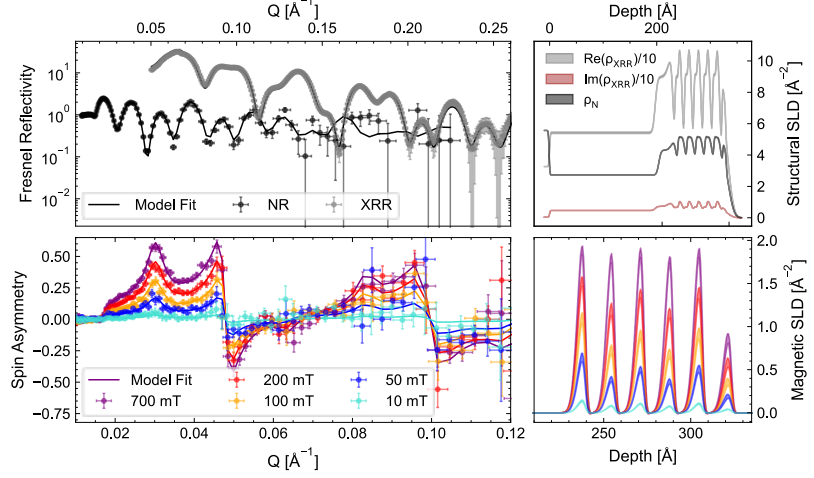 Q [Å⁻¹]
0.05 0.10 0.15 0.20 0.25
Fresnel Reflectivity
10¹
10⁰
10⁻¹
10⁻²
Model Fit NR XRR
Depth [Å]
0 200
Re(ρXRR)/10
Im(ρXRR)/10
ρN
10
8
6
4
2
0
Structural SLD [Å⁻²]
Spin Asymmetry
0.50
0.25
0.00
−0.25
−0.50
−0.75
Model Fit 200 mT 50 mT
700 mT 100 mT 10 mT
0.02 0.04 0.06 0.08 0.10 0.12
Q [Å⁻¹]
2.0
1.5
1.0
0.5
0.0
Magnetic SLD [Å⁻²]
250 300
Depth [Å]